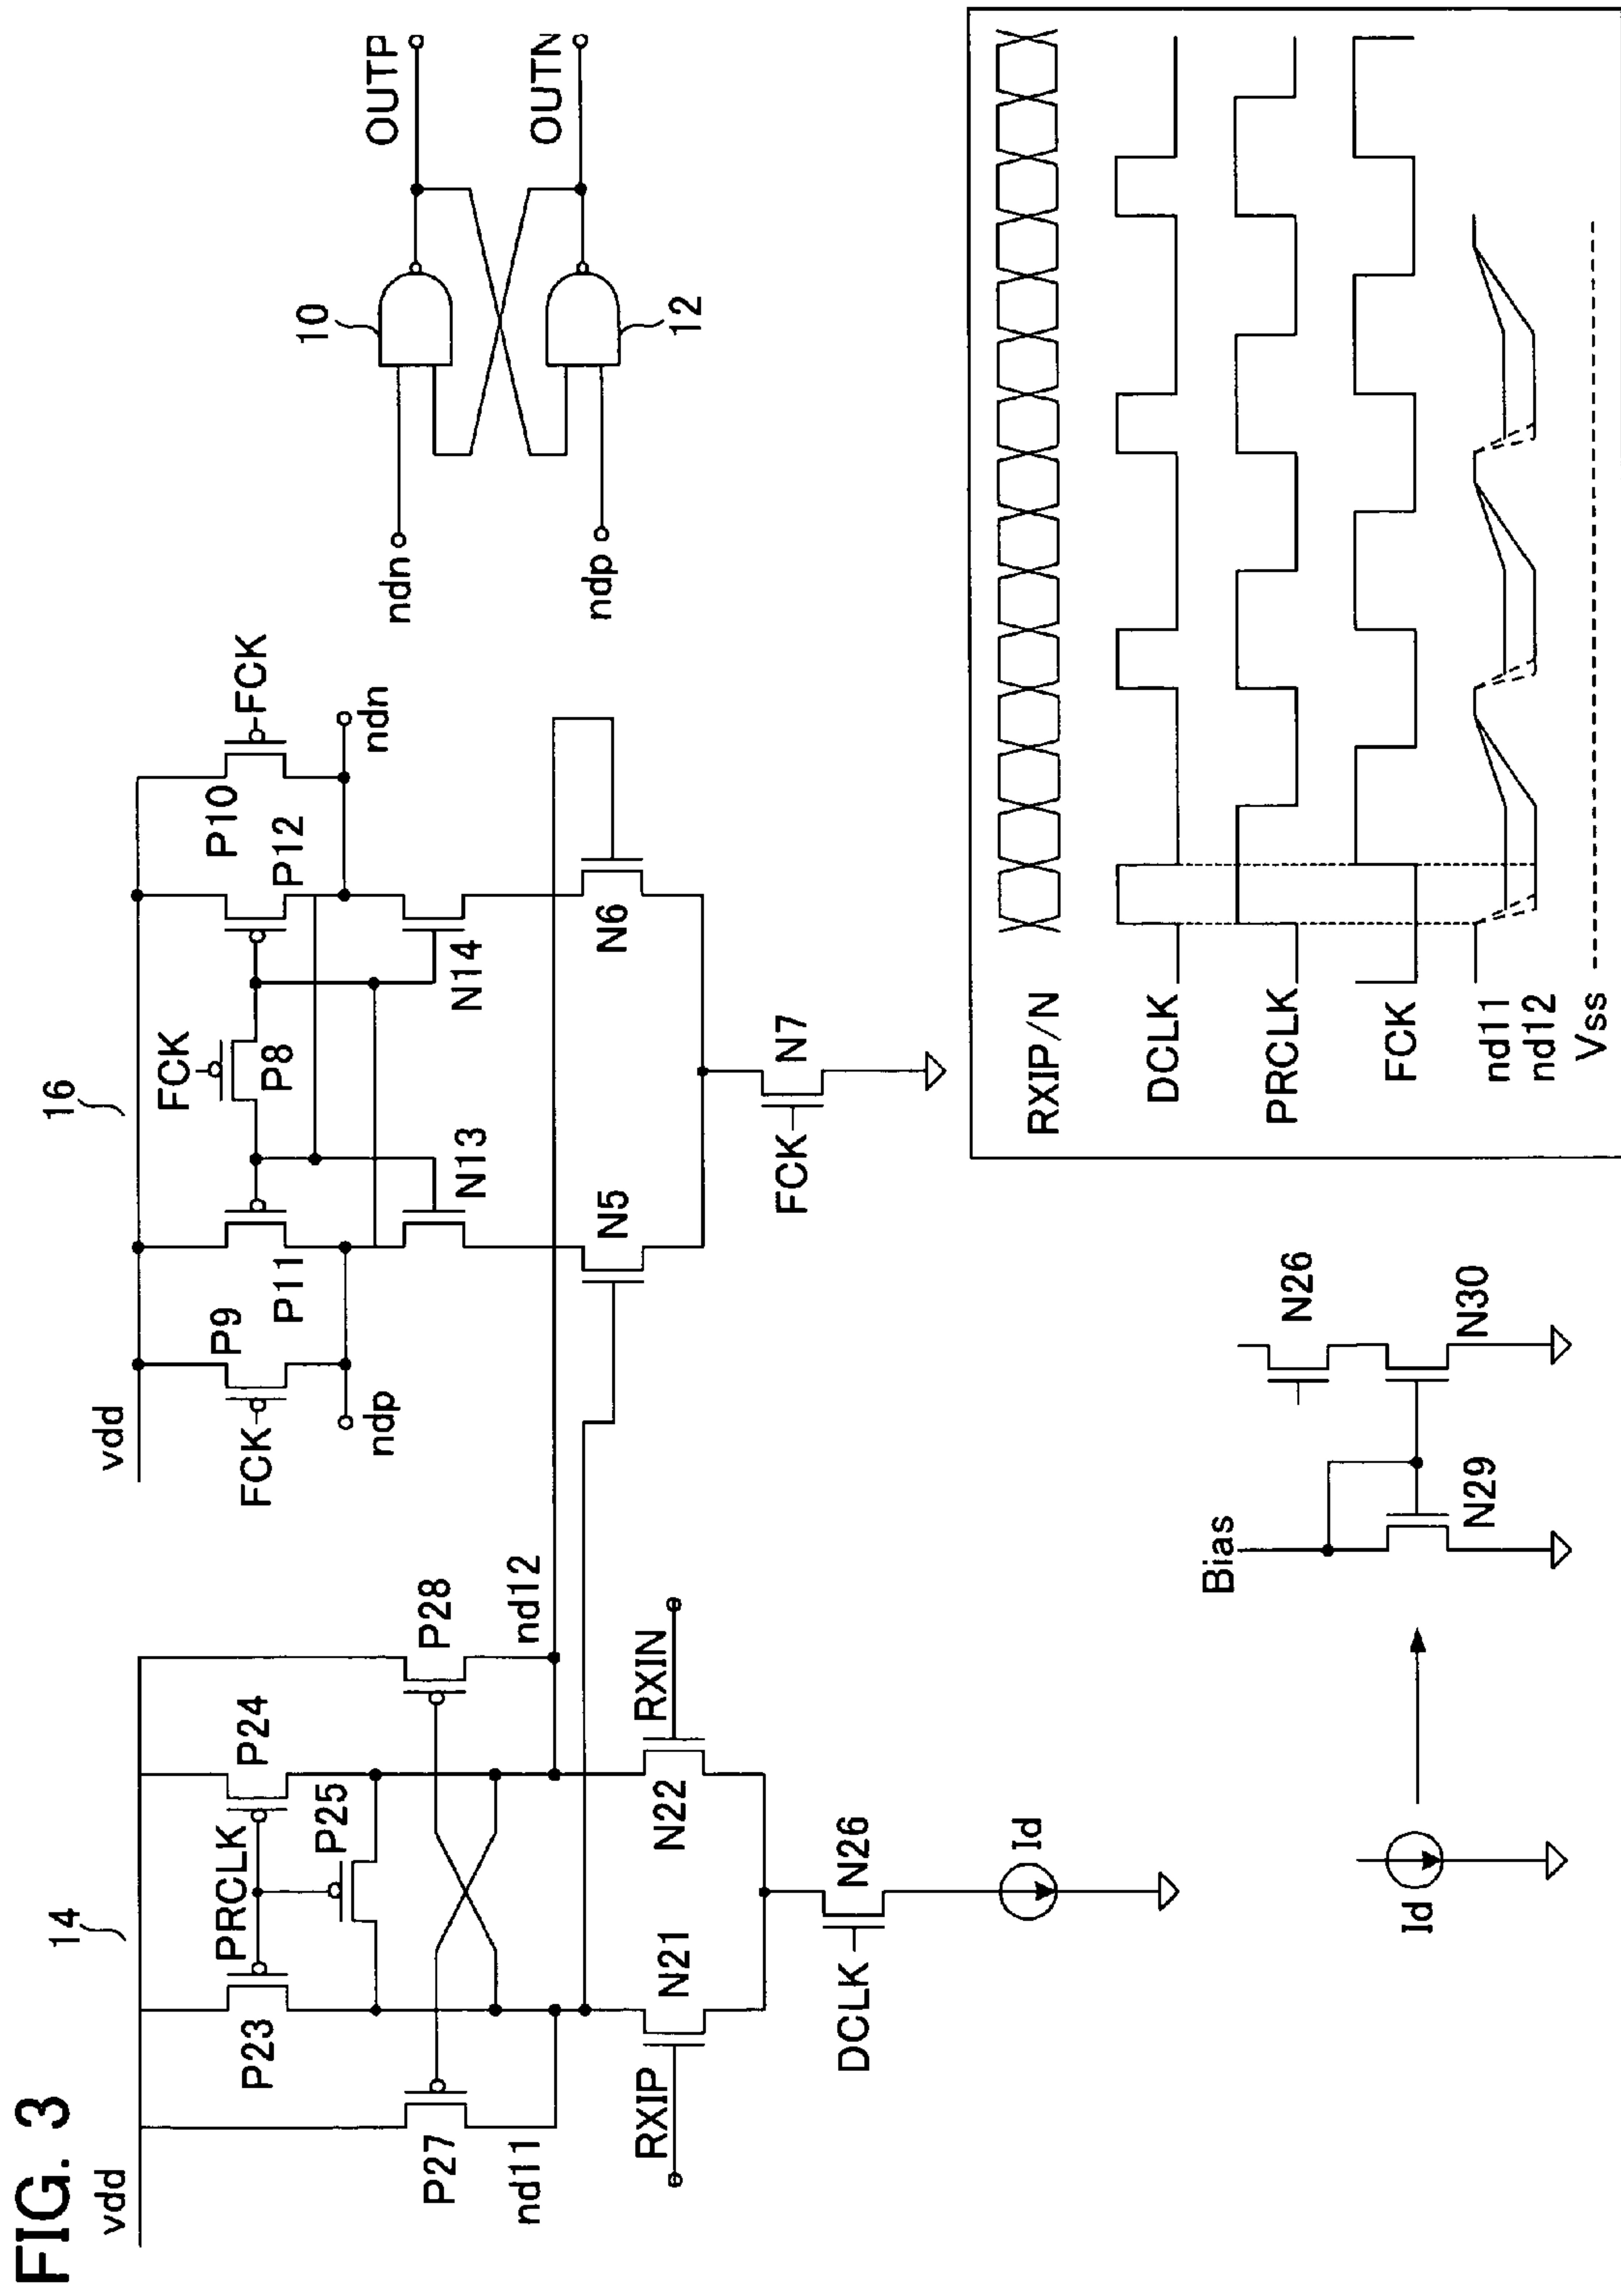 FIG. 3
vdd
14
P23
PRCLK
P24
P25
P27
P28
nd11
nd12
RXIP
N21
N22
RXIN
DCLK
N26
Id
vdd
16
FCK
P9
P11
FCK
P8
P12
P10
FCK
ndp
ndn
N13
N14
N5
N6
FCK
N7
ndn
ndp
10
12
OUTP
OUTN
Id
Bias
N29
N26
N30
RXIP/N
DCLK
PRCLK
FCK
nd11
nd12
Vss